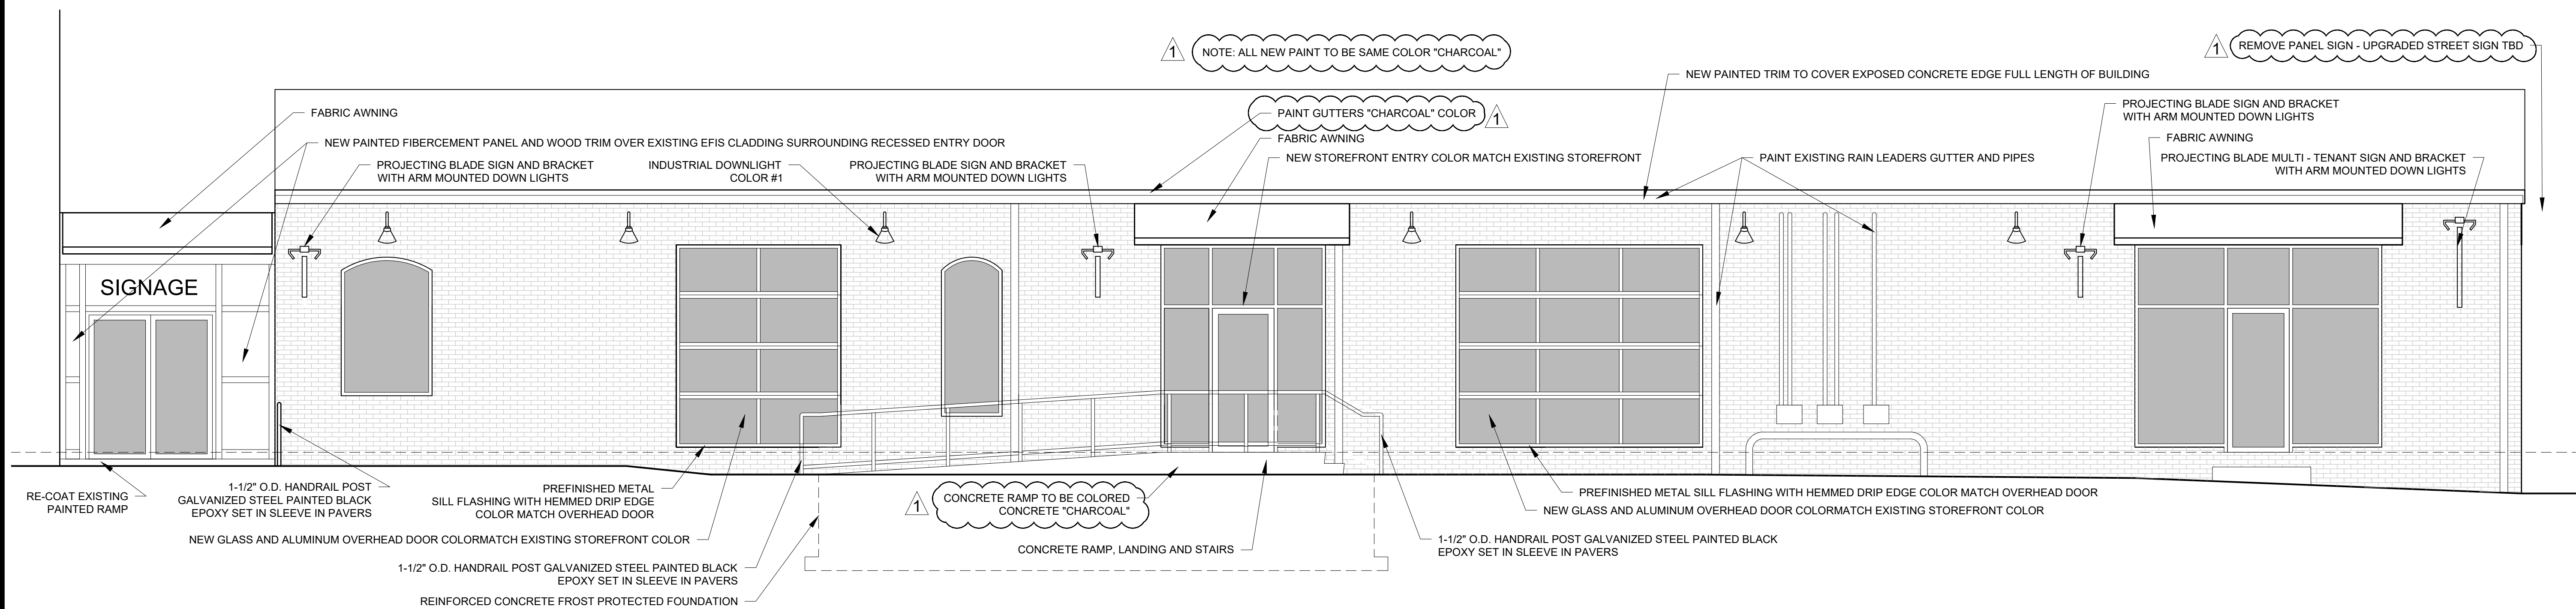 1
NOTE: ALL NEW PAINT TO BE SAME COLOR "CHARCOAL"
1
REMOVE PANEL SIGN - UPGRADED STREET SIGN TBD
NEW PAINTED TRIM TO COVER EXPOSED CONCRETE EDGE FULL LENGTH OF BUILDING
FABRIC AWNING
PAINT GUTTERS "CHARCOAL" COLOR
1
PROJECTING BLADE SIGN AND BRACKET
WITH ARM MOUNTED DOWN LIGHTS
NEW PAINTED FIBERCEMENT PANEL AND WOOD TRIM OVER EXISTING EFIS CLADDING SURROUNDING RECESSED ENTRY DOOR
FABRIC AWNING
FABRIC AWNING
PROJECTING BLADE SIGN AND BRACKET
WITH ARM MOUNTED DOWN LIGHTS
INDUSTRIAL DOWNLIGHT
COLOR #1
PROJECTING BLADE SIGN AND BRACKET
WITH ARM MOUNTED DOWN LIGHTS
NEW STOREFRONT ENTRY COLOR MATCH EXISTING STOREFRONT
PAINT EXISTING RAIN LEADERS GUTTER AND PIPES
PROJECTING BLADE MULTI - TENANT SIGN AND BRACKET
WITH ARM MOUNTED DOWN LIGHTS
SIGNAGE
RE-COAT EXISTING
PAINTED RAMP
1-1/2" O.D. HANDRAIL POST
GALVANIZED STEEL PAINTED BLACK
EPOXY SET IN SLEEVE IN PAVERS
PREFINISHED METAL
SILL FLASHING WITH HEMMED DRIP EDGE
COLOR MATCH OVERHEAD DOOR
1
CONCRETE RAMP TO BE COLORED
CONCRETE "CHARCOAL"
PREFINISHED METAL SILL FLASHING WITH HEMMED DRIP EDGE COLOR MATCH OVERHEAD DOOR
NEW GLASS AND ALUMINUM OVERHEAD DOOR COLORMATCH EXISTING STOREFRONT COLOR
NEW GLASS AND ALUMINUM OVERHEAD DOOR COLORMATCH EXISTING STOREFRONT COLOR
CONCRETE RAMP, LANDING AND STAIRS
1-1/2" O.D. HANDRAIL POST GALVANIZED STEEL PAINTED BLACK
EPOXY SET IN SLEEVE IN PAVERS
1-1/2" O.D. HANDRAIL POST GALVANIZED STEEL PAINTED BLACK
EPOXY SET IN SLEEVE IN PAVERS
REINFORCED CONCRETE FROST PROTECTED FOUNDATION